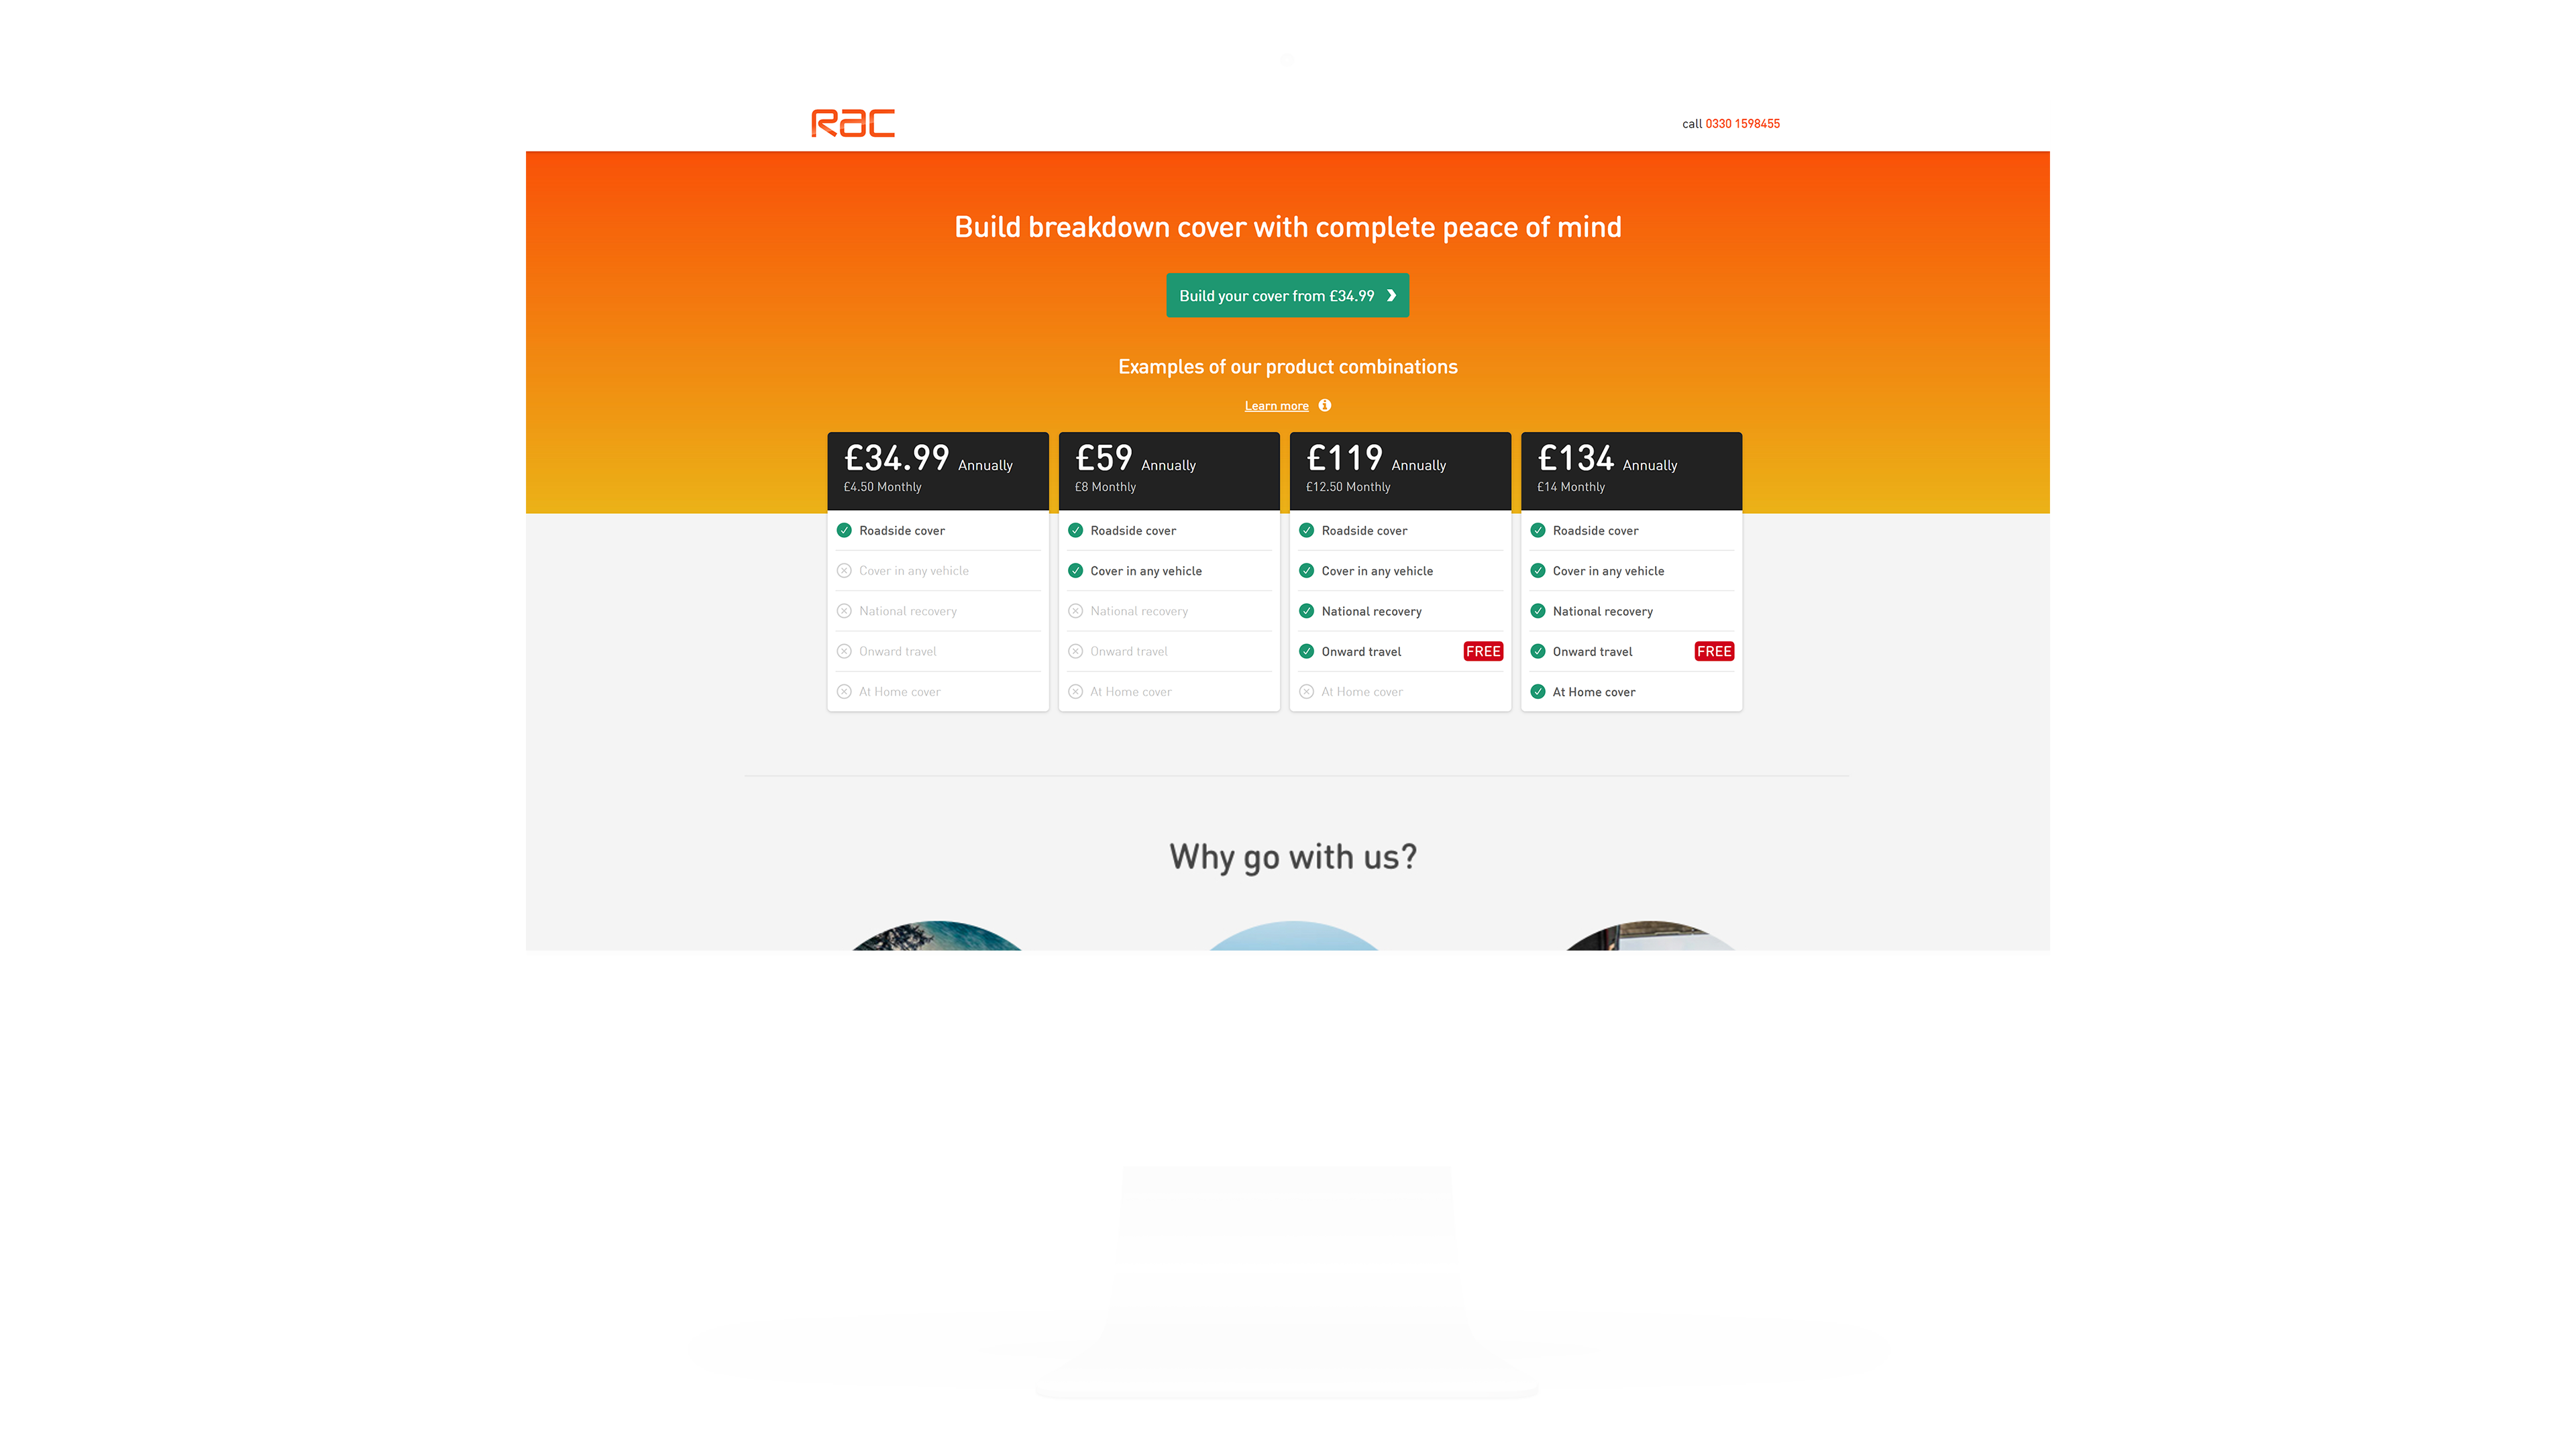 RAC
call 0330 1598455
Build breakdown cover with complete peace of mind
Build your cover from £34.99
Examples of our product combinations
Learn more
£34.99 Annually
£4.50 Monthly
Roadside cover
Cover in any vehicle
National recovery
Onward travel
At Home cover
£59 Annually
£8 Monthly
Roadside cover
Cover in any vehicle
National recovery
Onward travel
At Home cover
£119 Annually
£12.50 Monthly
Roadside cover
Cover in any vehicle
National recovery
Onward travel FREE
At Home cover
£134 Annually
£14 Monthly
Roadside cover
Cover in any vehicle
National recovery
Onward travel FREE
At Home cover
Why go with us?